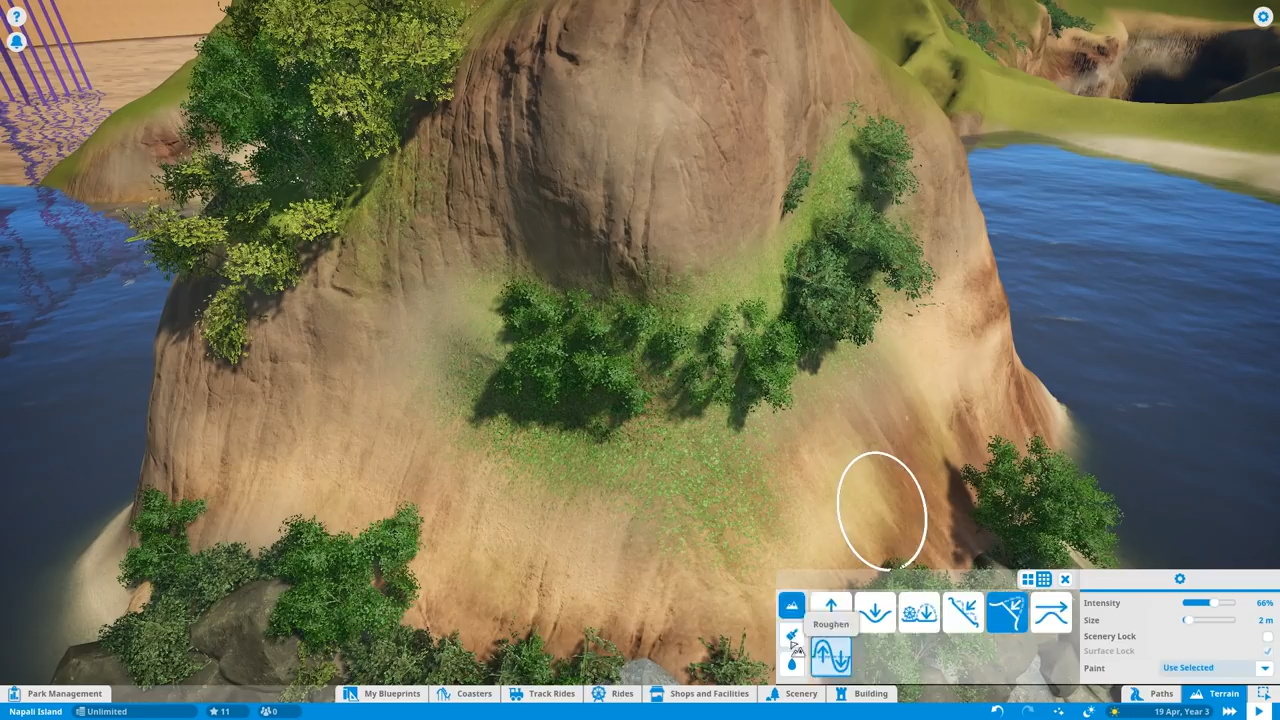 ?
Roughen
Intensity 66%
Size 2 m
Scenery Lock
Surface Lock
Paint Use Selected
Park Management
My Blueprints
Coasters
Track Rides
Rides
Shops and Facilities
Scenery
Building
Paths
Terrain
Napali Island
Unlimited
11
0
19 Apr, Year 3